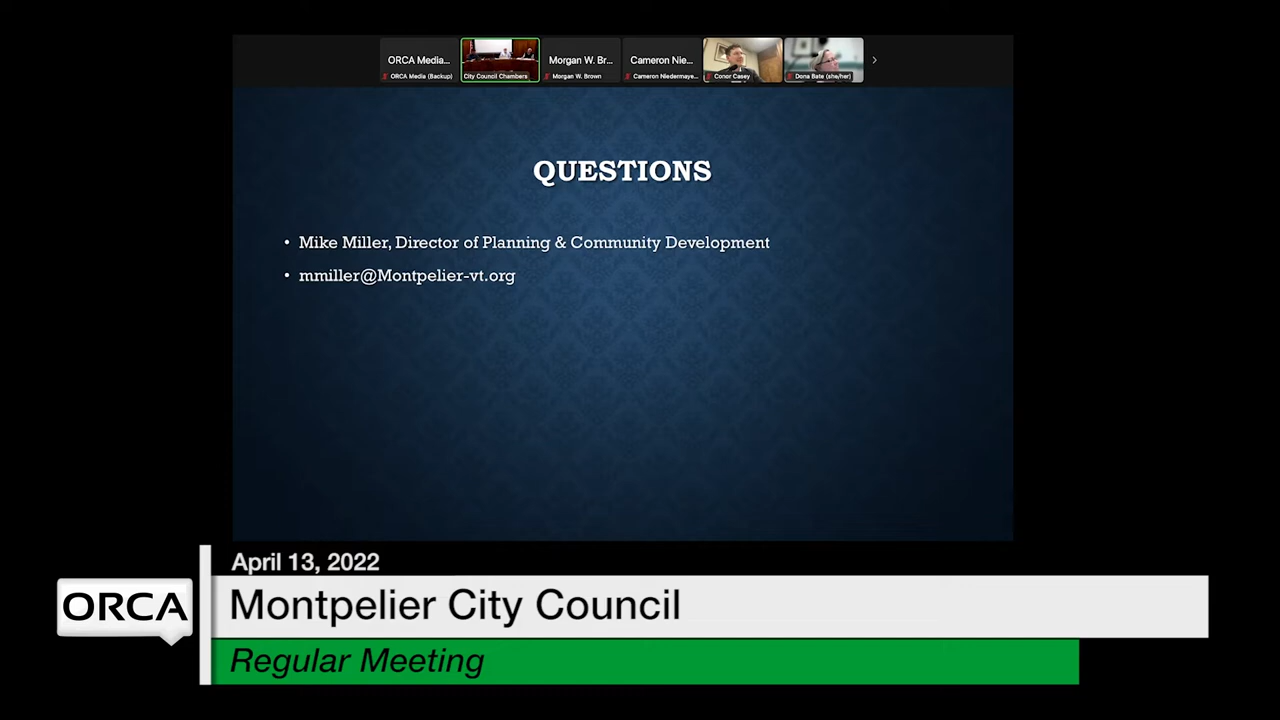 ORCA Media...
Morgan W. Br...
Cameron Nie...
ORCA Media (Backup)
City Council Chambers
Morgan W. Brown
Cameron Niedermaye...
Conor Casey
Dona Bate (she/her)
QUESTIONS
• Mike Miller, Director of Planning & Community Development
• mmiller@Montpelier-vt.org
April 13, 2022
ORCA
Montpelier City Council
Regular Meeting